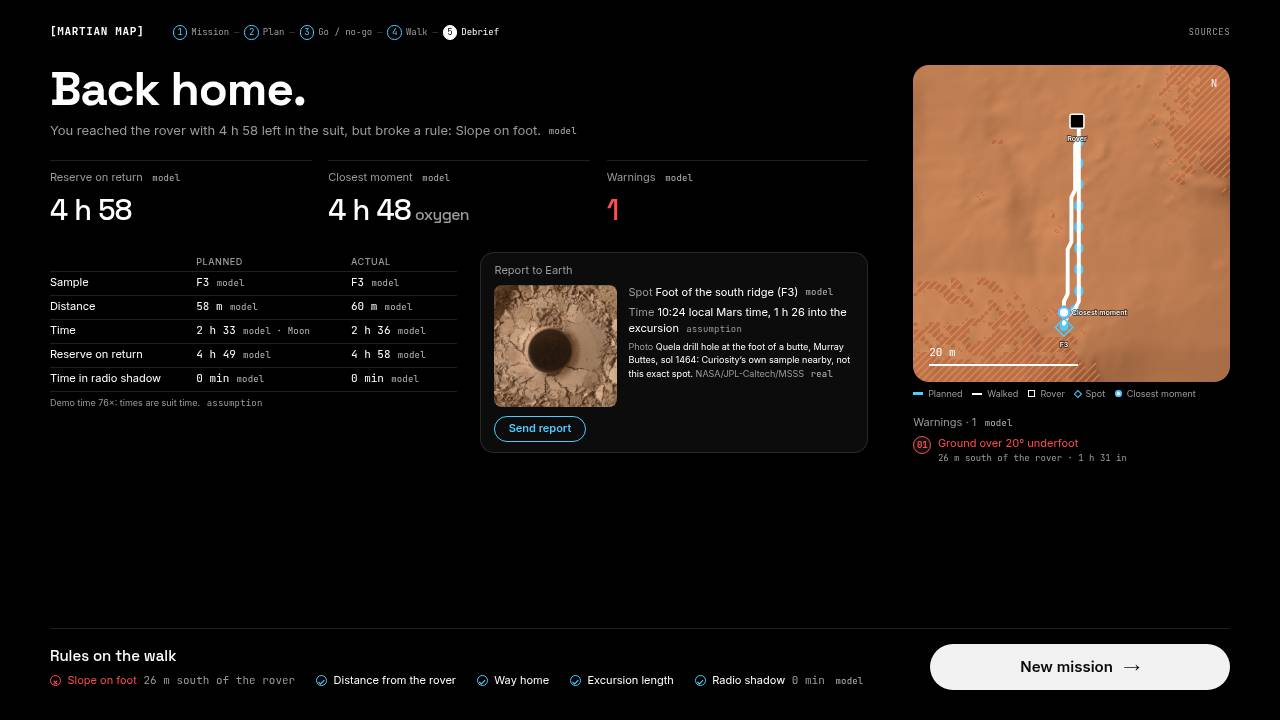 [MARTIAN MAP] 1 Mission – 2 Plan – 3 Go / no-go – 4 Walk – 5 Debrief SOURCES
Back home.
You reached the rover with 4 h 58 left in the suit, but broke a rule: Slope on foot. model
Reserve on return model
4 h 58
Closest moment model
4 h 48 oxygen
Warnings model
1
PLANNED ACTUAL
Sample F3 model F3 model
Distance 58 m model 60 m model
Time 2 h 33 model · Moon 2 h 36 model
Reserve on return 4 h 49 model 4 h 58 model
Time in radio shadow 0 min model 0 min model
Demo time 76×: times are suit time. assumption
Report to Earth
Spot Foot of the south ridge (F3) model
Time 10:24 local Mars time, 1 h 26 into the
excursion assumption
Photo Quela drill hole at the foot of a butte, Murray
Buttes, sol 1464: Curiosity's own sample nearby, not
this exact spot. NASA/JPL-Caltech/MSSS real
Send report
N
Rover
Closest moment
F3
20 m
Planned Walked Rover Spot Closest moment
Warnings · 1 model
01 Ground over 20° underfoot
26 m south of the rover · 1 h 31 in
Rules on the walk
Slope on foot 26 m south of the rover Distance from the rover Way home Excursion length Radio shadow 0 min model
New mission →